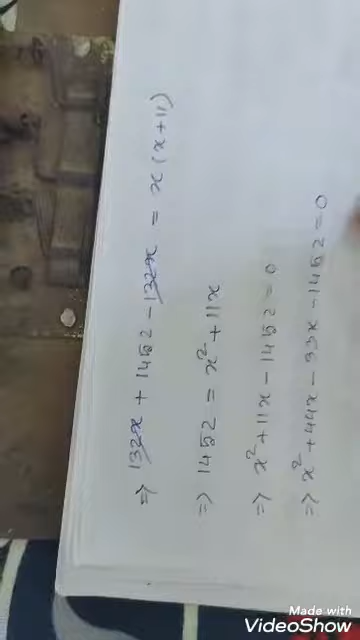 ⇒ 132x + 1452 - 132x = x(x+11)
⇒ 1452 = x² + 11x
⇒ x² + 11x - 1452 = 0
⇒ x² + 44x - 33x - 1452 = 0
Made with
VideoShow